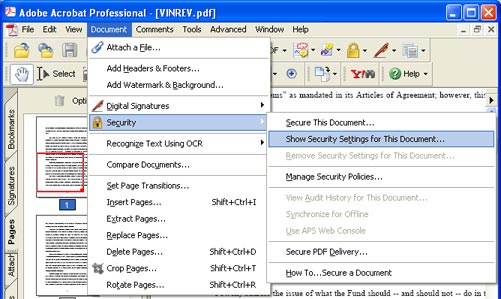 Adobe Acrobat Professional - [VINREV.pdf]
File Edit View Document Comments Tools Advanced Window Help
Attach a File...
Select
Y! Help
Add Headers & Footers...
Add Watermark & Background...
Opti
ems" as mandated in its Articles of Agreement; however, this
Digital Signatures
Security
Recognize Text Using OCR
Compare Documents...
Set Page Transitions...
Insert Pages... Shift+Ctrl+I
Extract Pages...
Replace Pages...
Delete Pages... Shift+Ctrl+D
Crop Pages... Shift+Ctrl+T
Rotate Pages... Shift+Ctrl+R
Secure This Document...
Show Security Settings for This Document...
Remove Security Settings for This Document...
Manage Security Policies...
View Audit History for This Document...
Synchronize for Offline
Use APS Web Console
Secure PDF Delivery...
How To...Secure a Document
the issue of what the Fund should -- and should not -- do in t
Bookmarks
Signatures
Pages
Attach
1